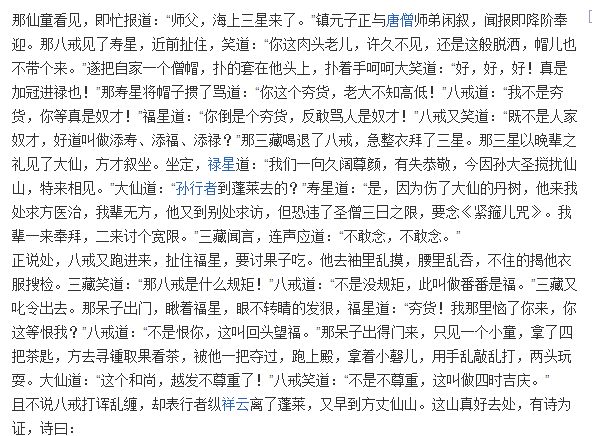 那仙童看见，即忙报道：“师父，海上三星来了。”镇元子正与唐僧师弟闲叙，闻报即降阶奉
迎。那八戒见了寿星，近前扯住，笑道：“你这肉头老儿，许久不见，还是这般脱洒，帽儿也
不带个来。”遂把自家一个僧帽，扑的套在他头上，扑着手呵呵大笑道：“好，好，好！真是
加冠进禄也！”那寿星将帽子掼了骂道：“你这个夯货，老大不知高低！”八戒道：“我不是夯
货，你等真是奴才！”福星道：“你倒是个夯货，反敢骂人是奴才！”八戒又笑道：“既不是人家
奴才，好道叫做添寿、添福、添禄？”那三藏喝退了八戒，急整衣拜了三星。那三星以晚辈之
礼见了大仙，方才叙坐。坐定，禄星道：“我们一向久阔尊颜，有失恭敬，今因孙大圣搅扰仙
山，特来相见。”大仙道：“孙行者到蓬莱去的？”寿星道：“是，因为伤了大仙的丹树，他来我
处求方医治，我辈无方，他又到别处求访，但恐违了圣僧三日之限，要念《紧箍儿咒》。我
辈一来奉拜，二来讨个宽限。”三藏闻言，连声应道：“不敢念，不敢念。”
正说处，八戒又跑进来，扯住福星，要讨果子吃。他去袖里乱摸，腰里乱吞，不住的揭他衣
服搜检。三藏笑道：“那八戒是什么规矩！”八戒道：“不是没规矩，此叫做番番是福。”三藏又
叱令出去。那呆子出门，瞅着福星，眼不转睛的发狠，福星道：“夯货！我那里恼了你来，你
这等恨我？”八戒道：“不是恨你，这叫回头望福。”那呆子出得门来，只见一个小童，拿了四
把茶匙，方去寻锺取果看茶，被他一把夺过，跑上殿，拿着小磬儿，用手乱敲乱打，两头玩
耍。大仙道：“这个和尚，越发不尊重了！”八戒笑道：“不是不尊重，这叫做四时吉庆。”
且不说八戒打诨乱缠，却表行者纵祥云离了蓬莱，又早到方丈仙山。这山真好去处，有诗为
证，诗曰：